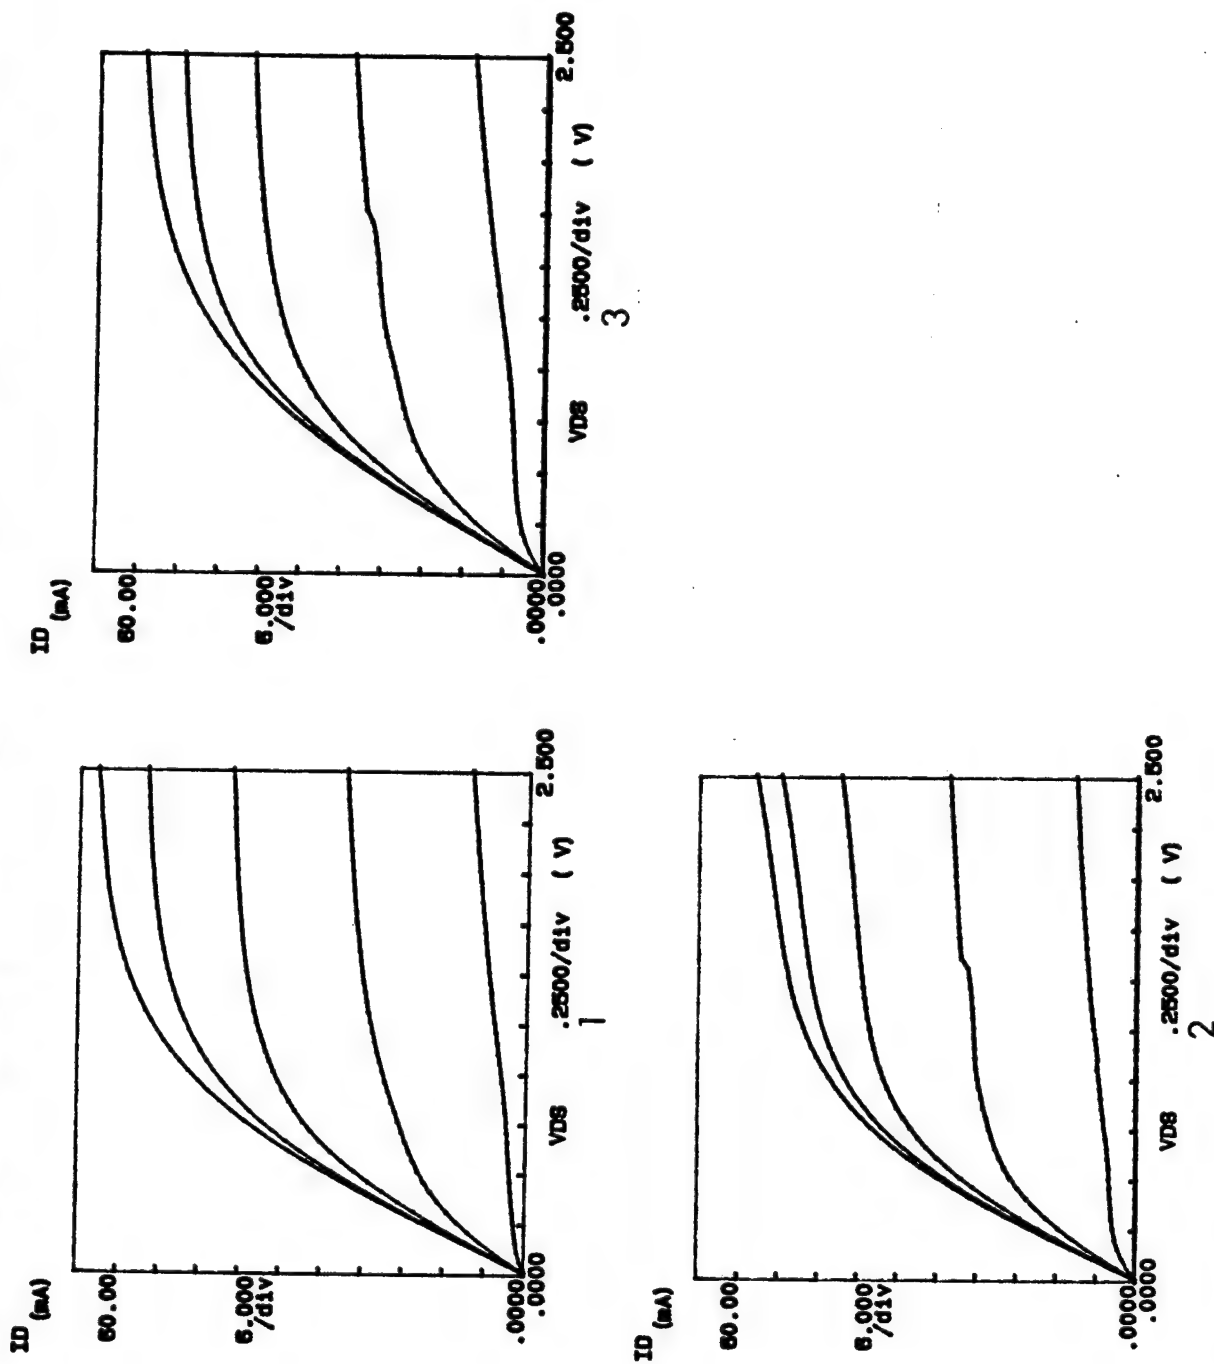 ID
(mA)
60.00
6.000
/div
.0000
.0000
VDS .2500/div ( V)
2.500
3
ID
(mA)
60.00
6.000
/div
.0000
.0000
VDS .2500/div ( V)
2.500
1
ID
(mA)
60.00
6.000
/div
.0000
.0000
VDS .2500/div ( V)
2.500
2